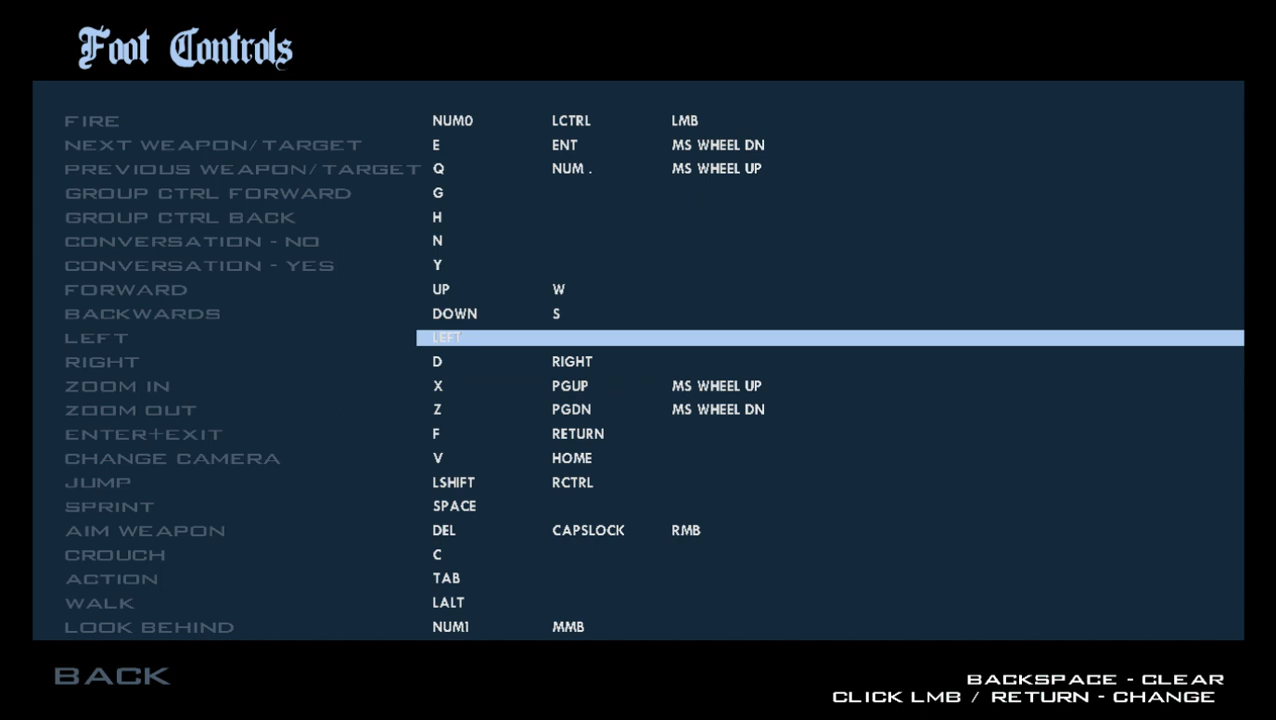 Foot Controls
FIRE NUM0 LCTRL LMB
NEXT WEAPON/TARGET E ENT MS WHEEL DN
PREVIOUS WEAPON/TARGET Q NUM . MS WHEEL UP
GROUP CTRL FORWARD G
GROUP CTRL BACK H
CONVERSATION - NO N
CONVERSATION - YES Y
FORWARD UP W
BACKWARDS DOWN S
LEFT LEFT
RIGHT D RIGHT
ZOOM IN X PGUP MS WHEEL UP
ZOOM OUT Z PGDN MS WHEEL DN
ENTER+EXIT F RETURN
CHANGE CAMERA V HOME
JUMP LSHIFT RCTRL
SPRINT SPACE
AIM WEAPON DEL CAPSLOCK RMB
CROUCH C
ACTION TAB
WALK LALT
LOOK BEHIND NUM1 MMB
BACK
BACKSPACE - CLEAR
CLICK LMB / RETURN - CHANGE